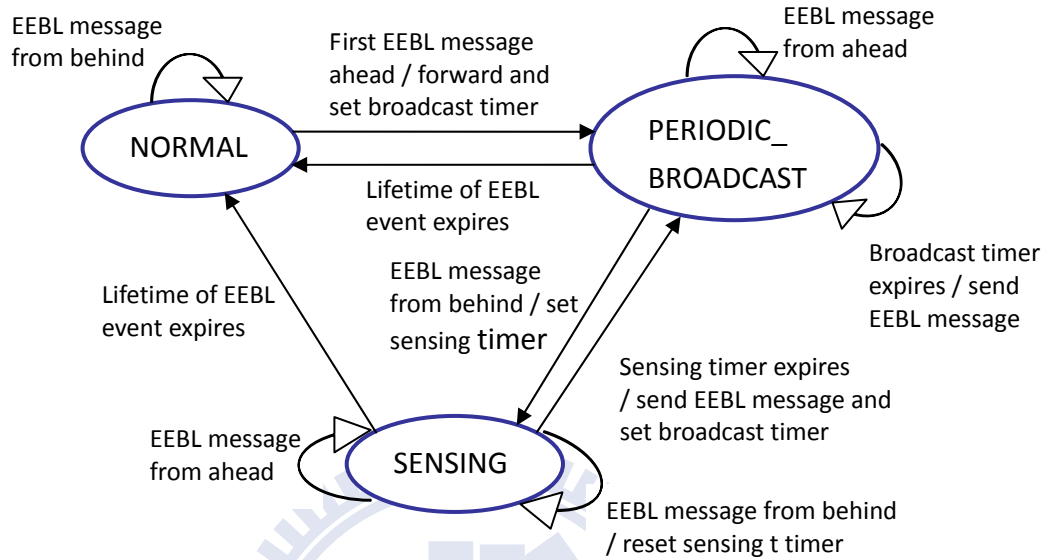 EEBL message
from behind
First EEBL message
ahead / forward and
set broadcast timer
EEBL message
from ahead
NORMAL
PERIODIC_
BROADCAST
Lifetime of EEBL
event expires
Broadcast timer
expires / send
EEBL message
EEBL message
from behind / set
sensing timer
Lifetime of EEBL
event expires
Sensing timer expires
/ send EEBL message and
set broadcast timer
EEBL message
from ahead
SENSING
EEBL message from behind
/ reset sensing t timer